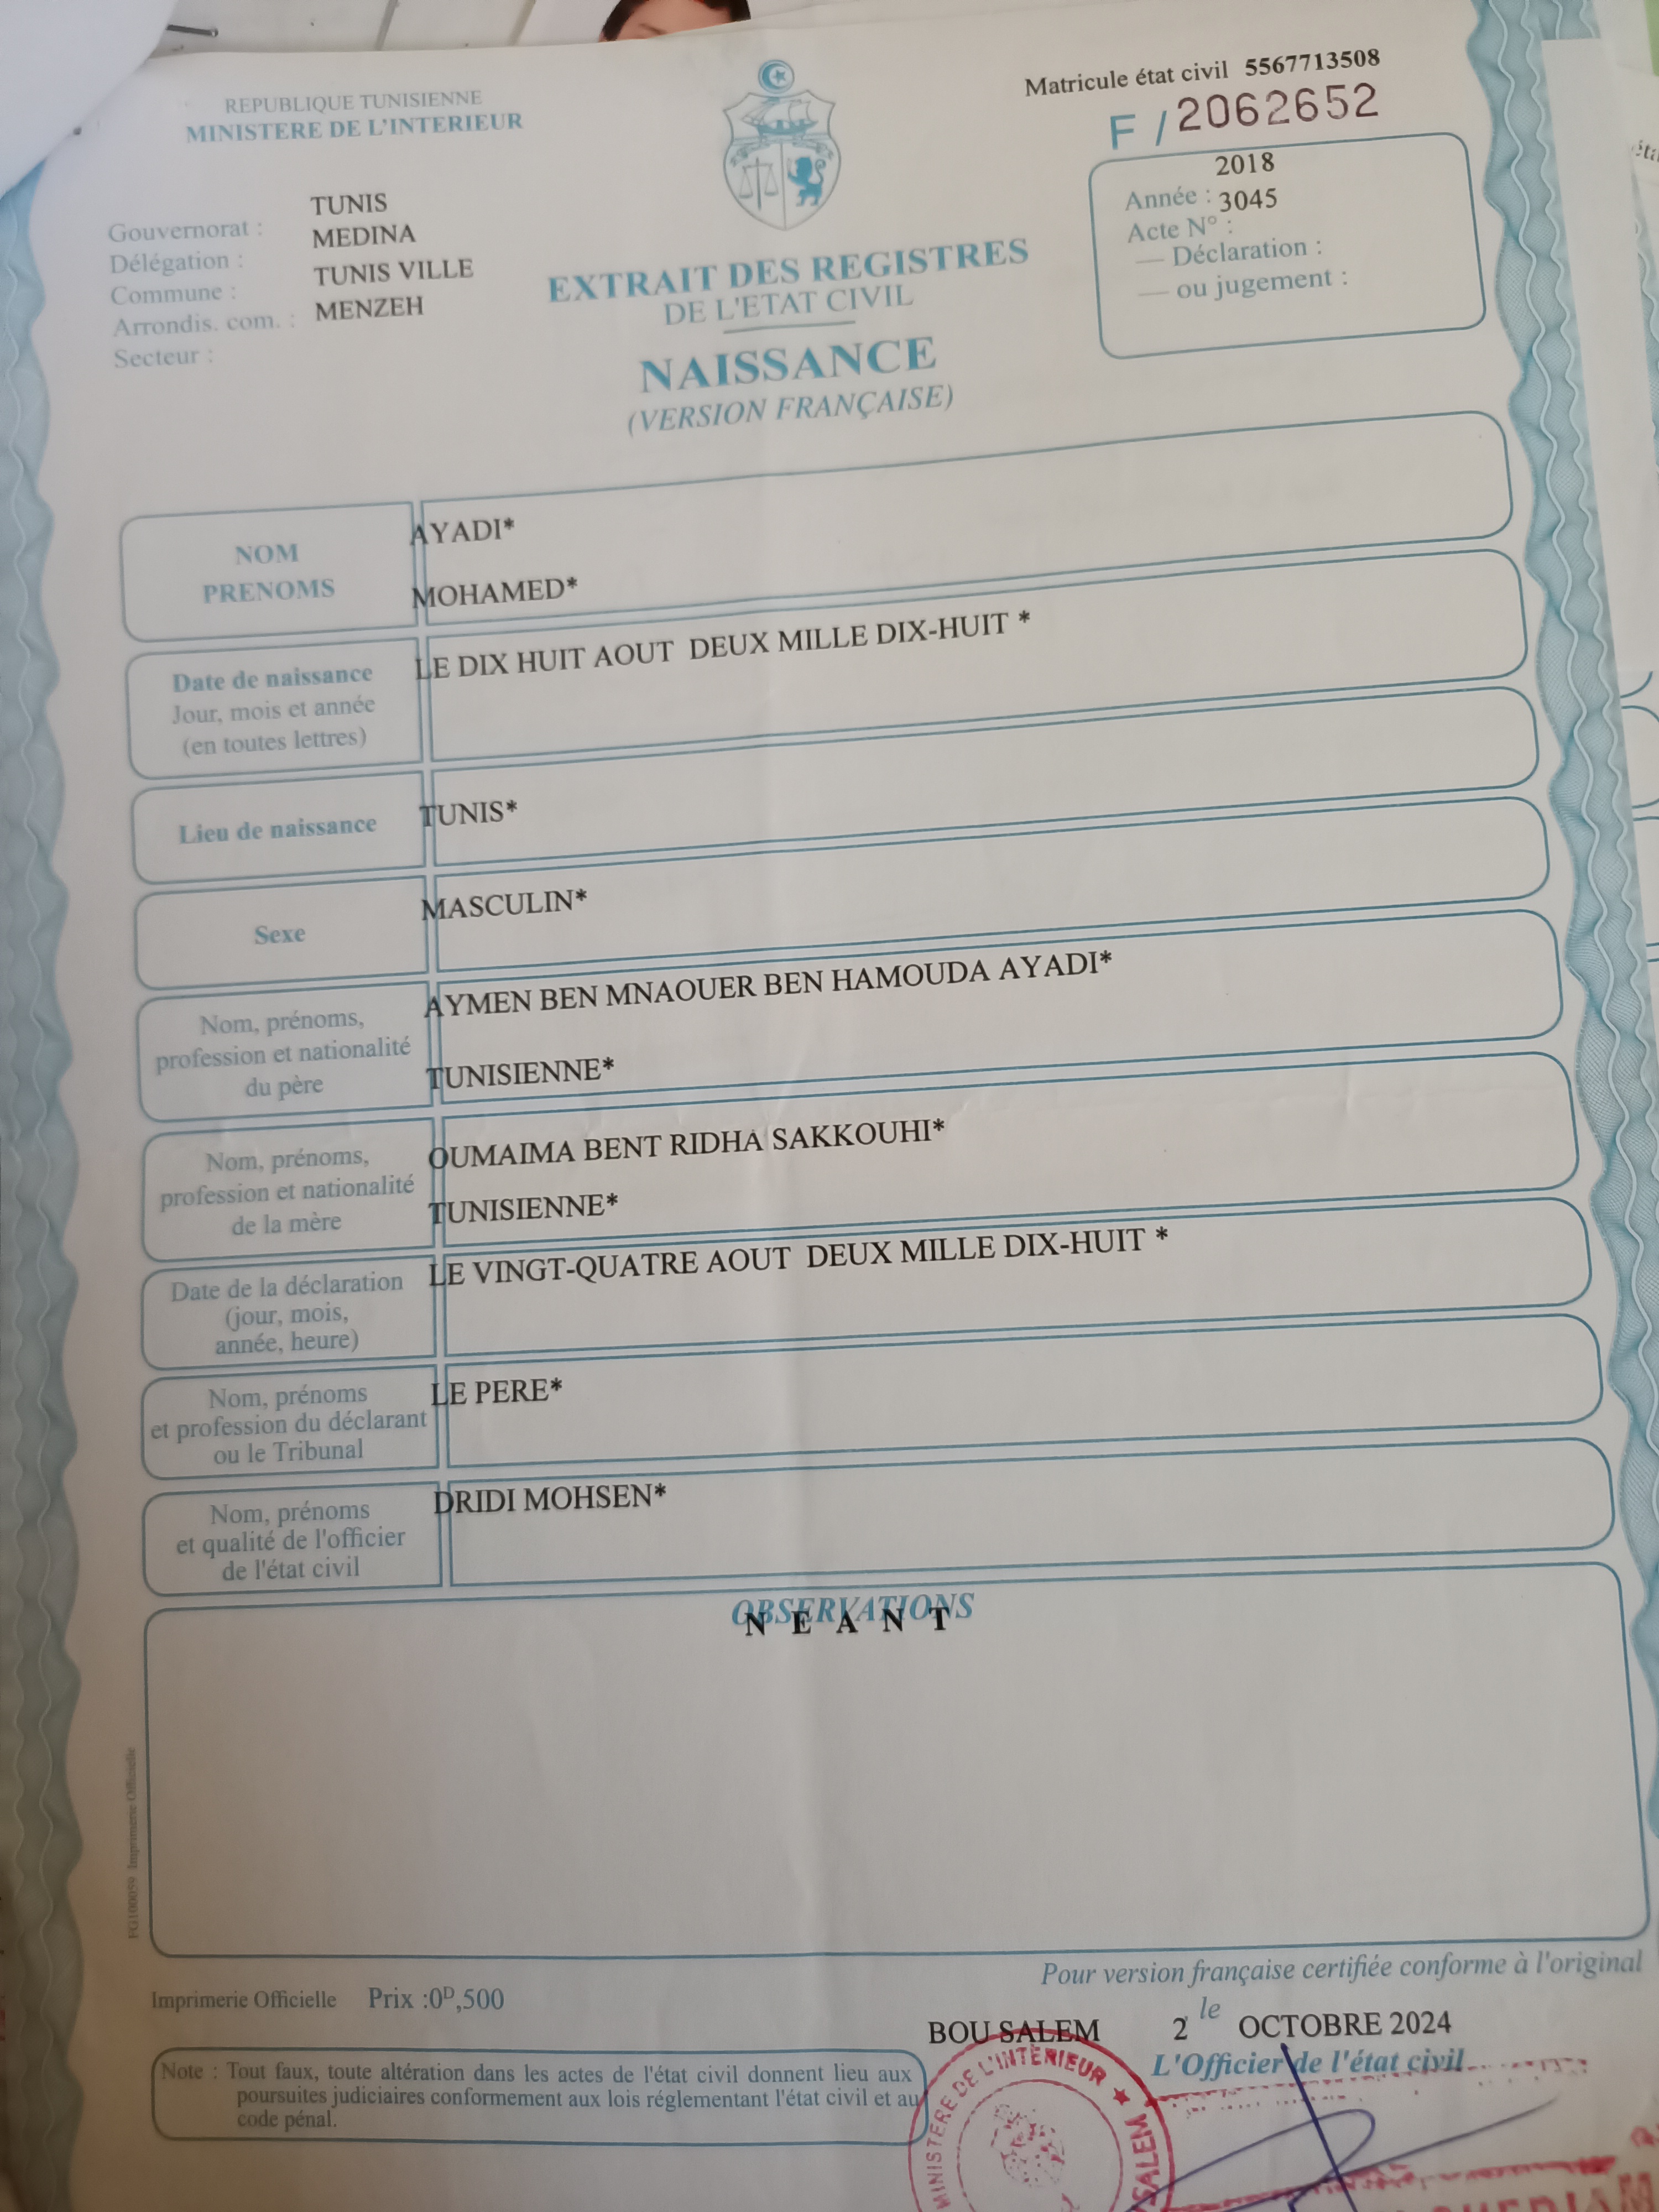 REPUBLIQUE TUNISIENNE
MINISTERE DE L'INTERIEUR
Matricule état civil 5567713508
F / 2062652
Gouvernorat : TUNIS
Délégation : MEDINA
Commune : TUNIS VILLE
Arrondis. com. : MENZEH
Secteur :
EXTRAIT DES REGISTRES
DE L'ETAT CIVIL
NAISSANCE
(VERSION FRANÇAISE)
2018
Année : 3045
Acte N° :
— Déclaration :
— ou jugement :
NOM
PRENOMS
AYADI*
MOHAMED*
Date de naissance
Jour, mois et année
(en toutes lettres)
LE DIX HUIT AOUT DEUX MILLE DIX-HUIT *
Lieu de naissance
TUNIS*
Sexe
MASCULIN*
Nom, prénoms,
profession et nationalité
du père
AYMEN BEN MNAOUER BEN HAMOUDA AYADI*
TUNISIENNE*
Nom, prénoms,
profession et nationalité
de la mère
OUMAIMA BENT RIDHA SAKKOUHI*
TUNISIENNE*
Date de la déclaration
(jour, mois,
année, heure)
LE VINGT-QUATRE AOUT DEUX MILLE DIX-HUIT *
Nom, prénoms
et profession du déclarant
ou le Tribunal
LE PERE*
Nom, prénoms
et qualité de l'officier
de l'état civil
DRIDI MOHSEN*
OBSERVATIONS
N E A N T
FG100059 Imprimerie Officielle
Imprimerie Officielle Prix :0ᴰ,500
Pour version française certifiée conforme à l'original
BOU SALEM 2 le OCTOBRE 2024
L'Officier de l'état civil
Note : Tout faux, toute altération dans les actes de l'état civil donnent lieu aux
poursuites judiciaires conformement aux lois réglementant l'état civil et au
code pénal.
MINISTERE DE L'INTERIEUR ★
SALEM